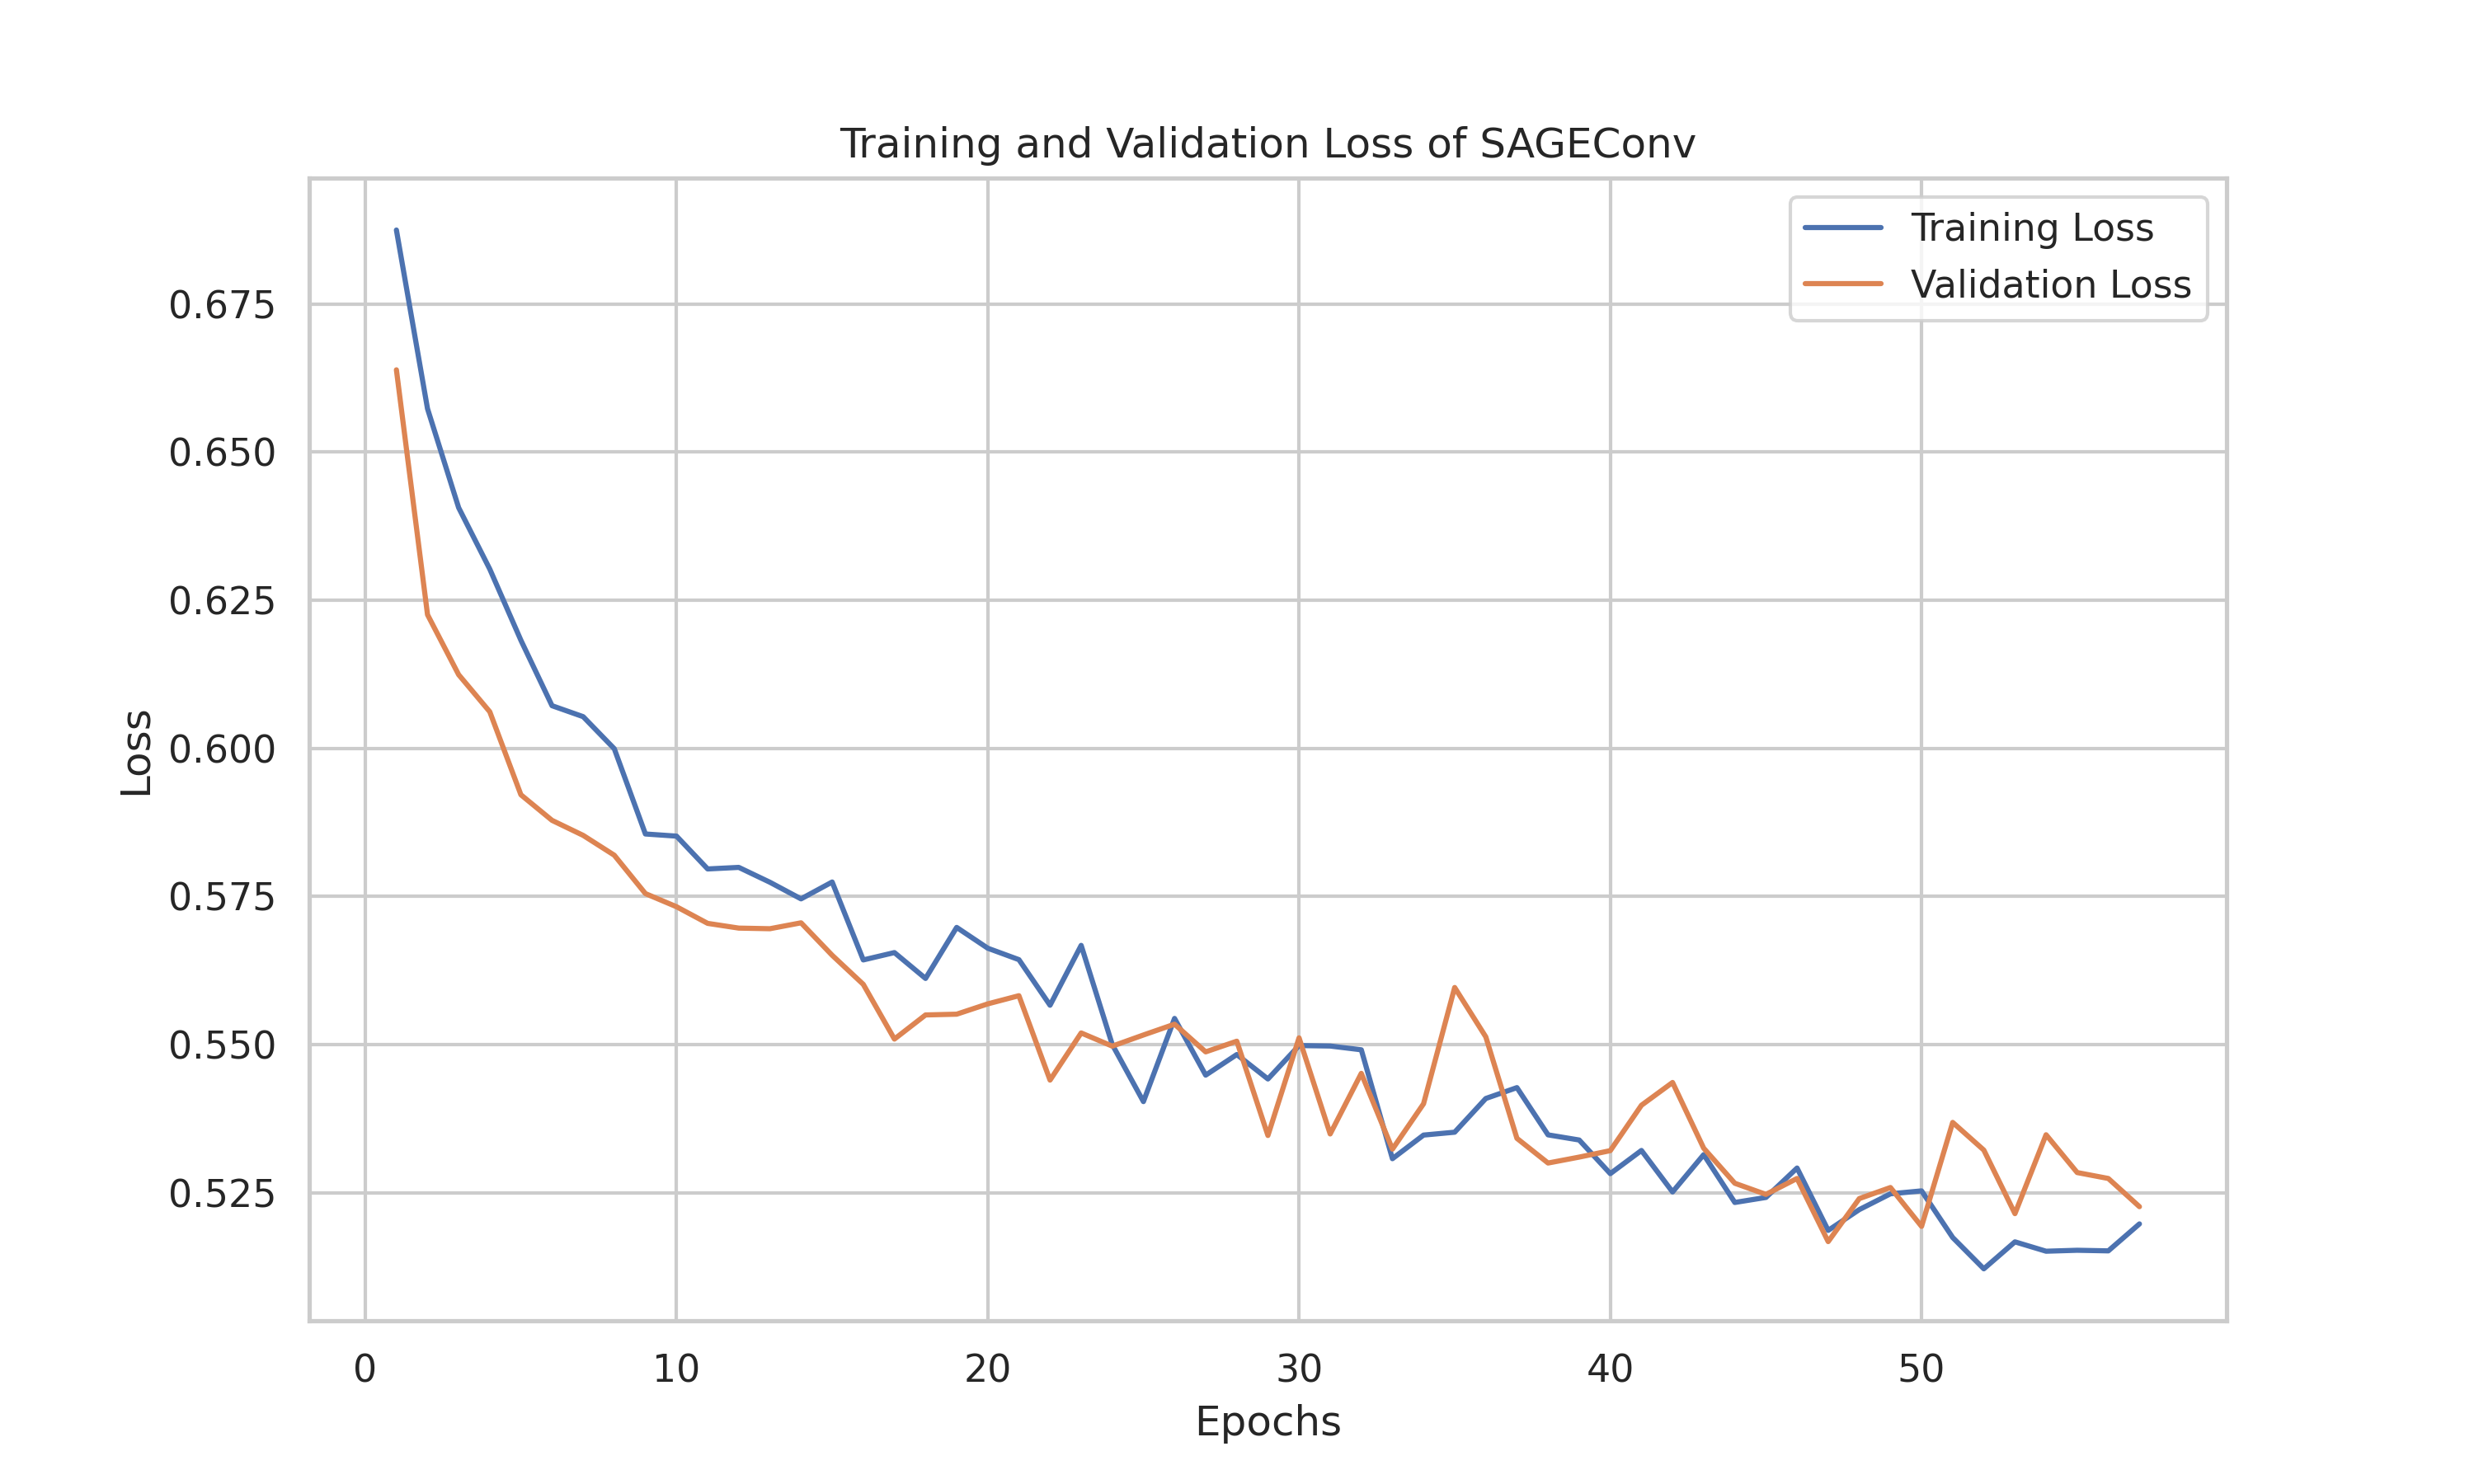 Training and Validation Loss of SAGEConv
Training Loss
Validation Loss
Loss
0.675
0.650
0.625
0.600
0.575
0.550
0.525
0 10 20 30 40 50
Epochs